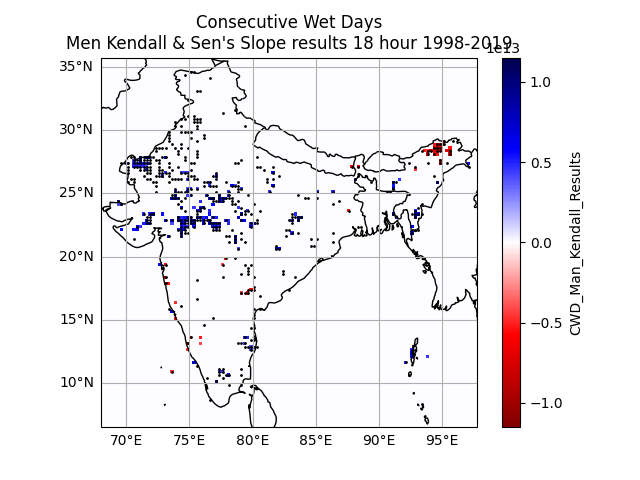 Consecutive Wet Days
Men Kendall & Sen's Slope results 18 hour 1998-2019
1e13
35°N
30°N
25°N
20°N
15°N
10°N
70°E 75°E 80°E 85°E 90°E 95°E
1.0
0.5
0.0
−0.5
−1.0
CWD_Man_Kendall_Results